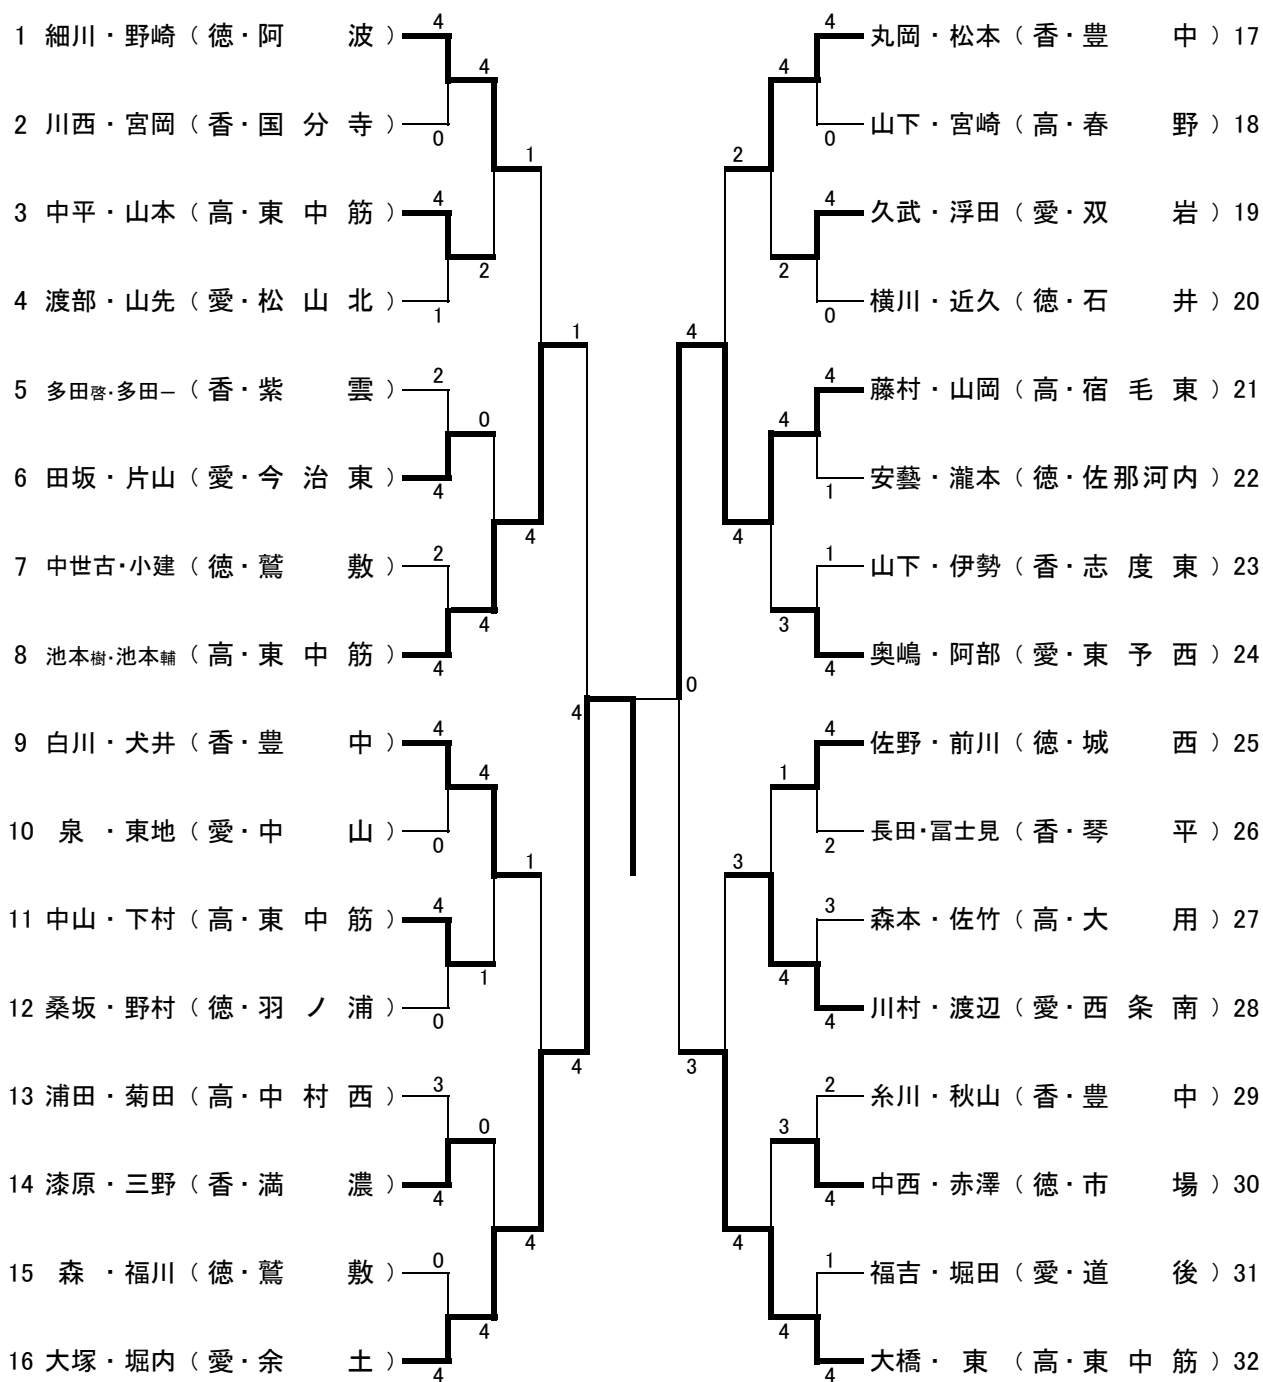 1 細川・野崎（徳・阿波） 4
4
2 川西・宮岡（香・国分寺） 0
1
3 中平・山本（高・東中筋） 4
2
4 渡部・山先（愛・松山北） 1
1
5 多田啓・多田一（香・紫雲） 2
0
6 田坂・片山（愛・今治東） 4
4
7 中世古・小建（徳・鷲敷） 2
4
8 池本樹・池本輔（高・東中筋） 4
4
9 白川・犬井（香・豊中） 4
4
10 泉・東地（愛・中山） 0
1
11 中山・下村（高・東中筋） 4
1
12 桑坂・野村（徳・羽ノ浦） 0
4
13 浦田・菊田（高・中村西） 3
0
14 漆原・三野（香・満濃） 4
4
15 森・福川（徳・鷲敷） 0
4
16 大塚・堀内（愛・余土） 4
4 丸岡・松本（香・豊中）17
4
0 山下・宮崎（高・春野）18
2
4 久武・浮田（愛・双岩）19
2
0 横川・近久（徳・石井）20
4
4 藤村・山岡（高・宿毛東）21
4
1 安藝・瀧本（徳・佐那河内）22
4
1 山下・伊勢（香・志度東）23
3
4 奥嶋・阿部（愛・東予西）24
0
4 佐野・前川（徳・城西）25
1
2 長田・冨士見（香・琴平）26
3
3 森本・佐竹（高・大用）27
4
4 川村・渡辺（愛・西条南）28
3
2 糸川・秋山（香・豊中）29
3
4 中西・赤澤（徳・市場）30
4
1 福吉・堀田（愛・道後）31
4
4 大橋・東（高・東中筋）32